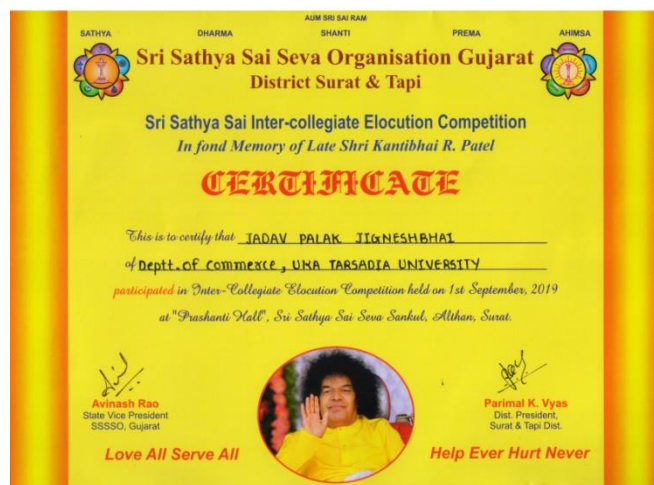 AUM SRI SAI RAM
SATHYA DHARMA SHANTI PREMA AHIMSA
Sri Sathya Sai Seva Organisation Gujarat
District Surat & Tapi
Sri Sathya Sai Inter-collegiate Elocution Competition
In fond Memory of Late Shri Kantibhai R. Patel
CERTIFICATE
This is to certify that JADAV PALAK JIGNESHBHAI
of Deptt. of Commerce, UKA TARSADIA UNIVERSITY
participated in Inter-Collegiate Elocution Competition held on 1st September, 2019
at "Prashanti Hall", Sri Sathya Sai Seva Sankul, Althan, Surat.
Avinash Rao
State Vice President
SSSSO, Gujarat
Parimal K. Vyas
Dist. President,
Surat & Tapi Dist.
Love All Serve All
Help Ever Hurt Never